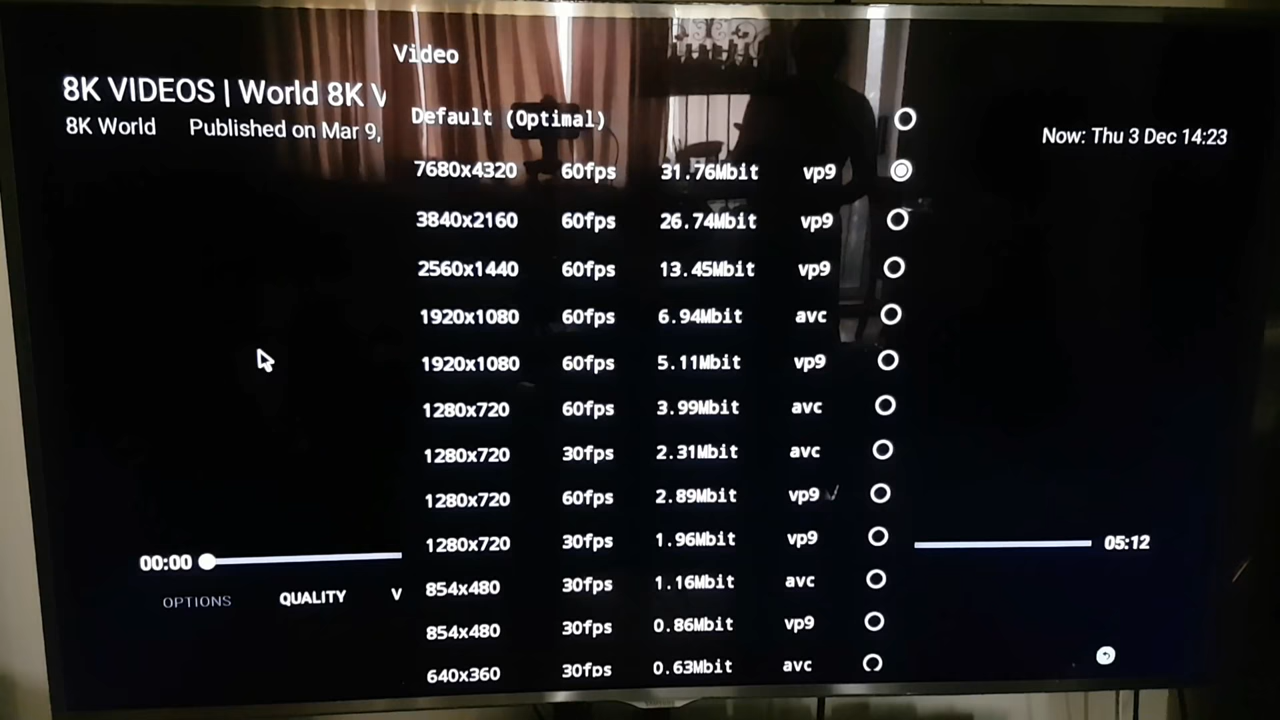 Video
8K VIDEOS | World 8K V
8K World Published on Mar 9,
Now: Thu 3 Dec 14:23
Default (Optimal)
7680x4320 60fps 31.76Mbit vp9
3840x2160 60fps 26.74Mbit vp9
2560x1440 60fps 13.45Mbit vp9
1920x1080 60fps 6.94Mbit avc
1920x1080 60fps 5.11Mbit vp9
1280x720 60fps 3.99Mbit avc
1280x720 30fps 2.31Mbit avc
1280x720 60fps 2.89Mbit vp9
1280x720 30fps 1.96Mbit vp9
00:00 05:12
854x480 30fps 1.16Mbit avc
OPTIONS QUALITY V
854x480 30fps 0.86Mbit vp9
640x360 30fps 0.63Mbit avc